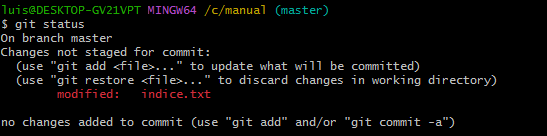 luis@DESKTOP-GV21VPT MINGW64 /c/manual (master)
$ git status
On branch master
Changes not staged for commit:
  (use "git add <file>..." to update what will be committed)
  (use "git restore <file>..." to discard changes in working directory)
        modified:   indice.txt

no changes added to commit (use "git add" and/or "git commit -a")